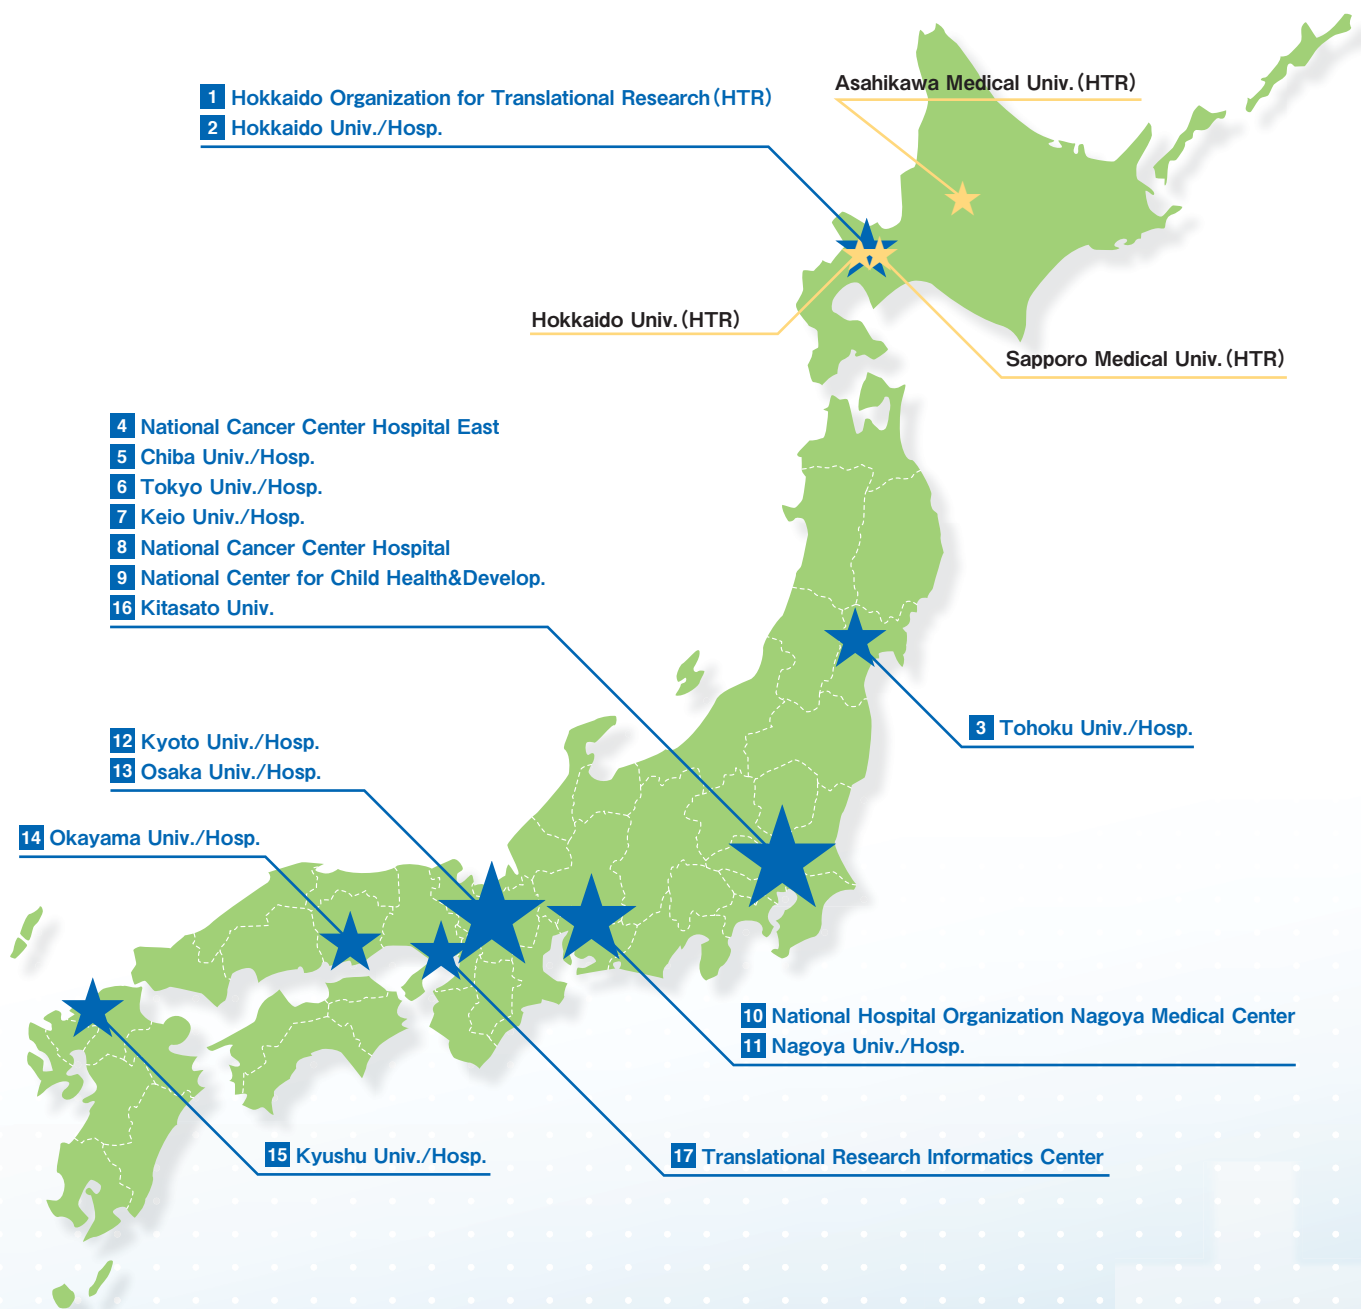 1 Hokkaido Organization for Translational Research (HTR)
2 Hokkaido Univ./Hosp.
Asahikawa Medical Univ. (HTR)
Hokkaido Univ. (HTR)
Sapporo Medical Univ. (HTR)
4 National Cancer Center Hospital East
5 Chiba Univ./Hosp.
6 Tokyo Univ./Hosp.
7 Keio Univ./Hosp.
8 National Cancer Center Hospital
9 National Center for Child Health&Develop.
16 Kitasato Univ.
3 Tohoku Univ./Hosp.
12 Kyoto Univ./Hosp.
13 Osaka Univ./Hosp.
14 Okayama Univ./Hosp.
10 National Hospital Organization Nagoya Medical Center
11 Nagoya Univ./Hosp.
15 Kyushu Univ./Hosp.
17 Translational Research Informatics Center